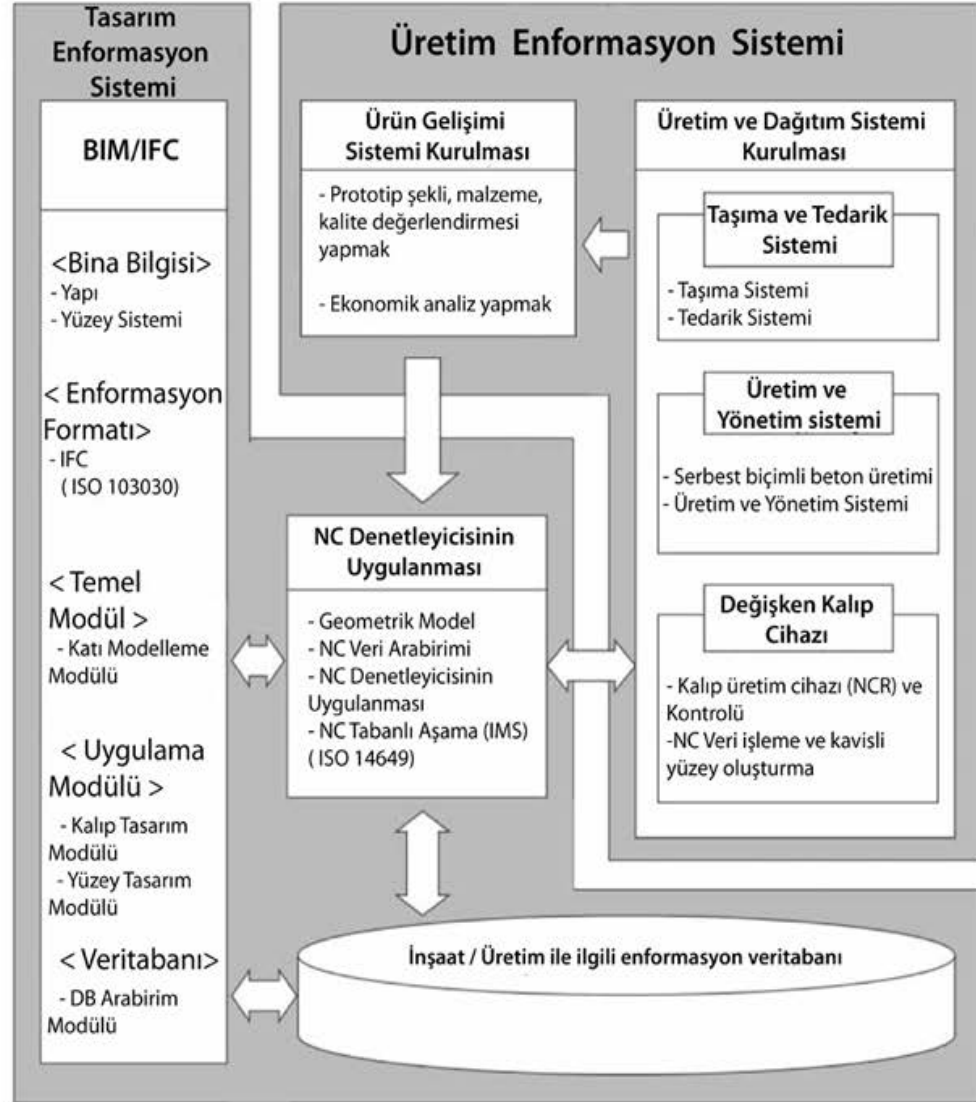 Tasarım
Enformasyon
Sistemi
BIM/IFC
<Bina Bilgisi>
- Yapı
- Yüzey Sistemi
< Enformasyon
Formatı>
- IFC
( ISO 103030)
< Temel
Modül >
- Katı Modelleme
Modülü
< Uygulama
Modülü >
- Kalıp Tasarım
Modülü
- Yüzey Tasarım
Modülü
< Veritabanı>
- DB Arabirim
Modülü
Üretim Enformasyon Sistemi
Ürün Gelişimi
Sistemi Kurulması
- Prototip şekli, malzeme,
kalite değerlendirmesi
yapmak
- Ekonomik analiz yapmak
Üretim ve Dağıtım Sistemi
Kurulması
Taşıma ve Tedarik
Sistemi
- Taşıma Sistemi
- Tedarik Sistemi
Üretim ve
Yönetim sistemi
- Serbest biçimli beton üretimi
- Üretim ve Yönetim Sistemi
Değişken Kalıp
Cihazı
- Kalıp üretim cihazı (NCR) ve
Kontrolü
-NC Veri işleme ve kavisli
yüzey oluşturma
NC Denetleyicisinin
Uygulanması
- Geometrik Model
- NC Veri Arabirimi
- NC Denetleyicisinin
Uygulanması
- NC Tabanlı Aşama (IMS)
( ISO 14649)
İnşaat / Üretim ile ilgili enformasyon veritabanı